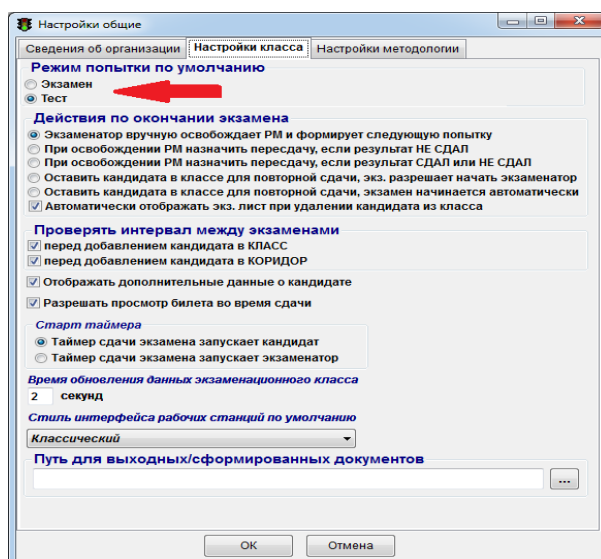 Настройки общие
Сведения об организации Настройки класса Настройки методологии
Режим попытки по умолчанию
Экзамен
Тест
Действия по окончании экзамена
Экзаменатор вручную освобождает РМ и формирует следующую попытку
При освобождении РМ назначить пересдачу, если результат НЕ СДАЛ
При освобождении РМ назначить пересдачу, если результат СДАЛ или НЕ СДАЛ
Оставить кандидата в классе для повторной сдачи, экз. разрешает начать экзаменатор
Оставить кандидата в классе для повторной сдачи, экзамен начинается автоматически
Автоматически отображать экз. лист при удалении кандидата из класса
Проверять интервал между экзаменами
перед добавлением кандидата в КЛАСС
перед добавлением кандидата в КОРИДОР
Отображать дополнительные данные о кандидате
Разрешать просмотр билета во время сдачи
Старт таймера
Таймер сдачи экзамена запускает кандидат
Таймер сдачи экзамена запускает экзаменатор
Время обновления данных экзаменационного класса
2 секунд
Стиль интерфейса рабочих станций по умолчанию
Классический
Путь для выходных/сформированных документов
...
ОК Отмена